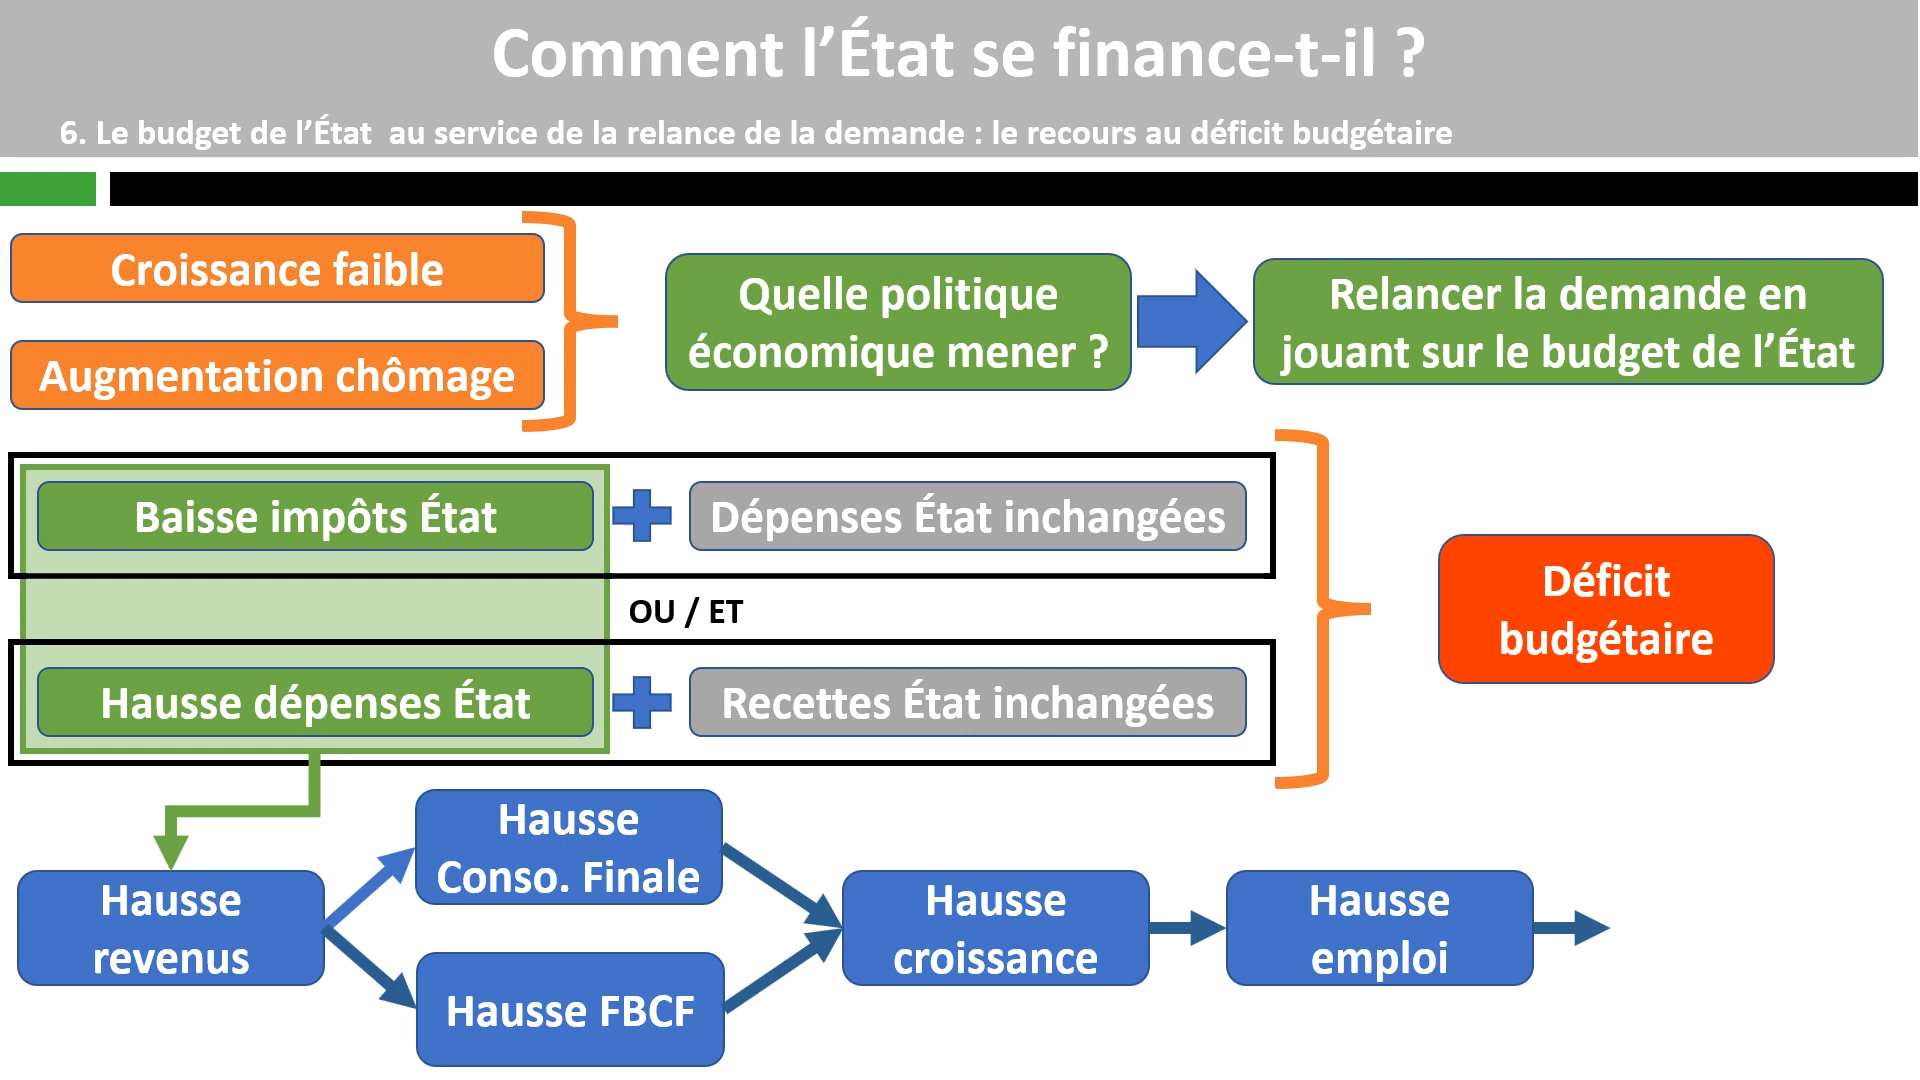 Comment l’État se finance-t-il ?
6. Le budget de l’État  au service de la relance de la demande : le recours au déficit budgétaire
Croissance faible
Augmentation chômage
Quelle politique
économique mener ?
Relancer la demande en
jouant sur le budget de l’État
Baisse impôts État
Dépenses État inchangées
OU / ET
Hausse dépenses État
Recettes État inchangées
Déficit
budgétaire
Hausse
revenus
Hausse
Conso. Finale
Hausse FBCF
Hausse
croissance
Hausse
emploi